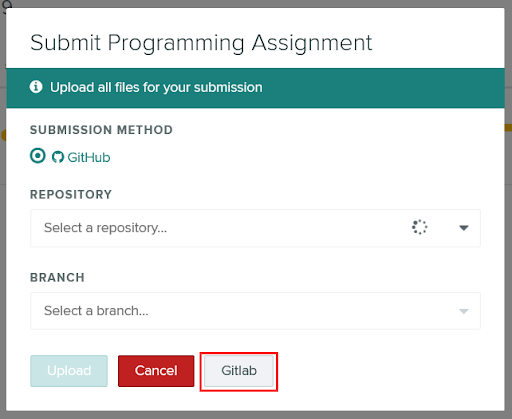 9
Submit Programming Assignment
Upload all files for your submission
SUBMISSION METHOD
GitHub
REPOSITORY
Select a repository...
BRANCH
Select a branch...
Upload Cancel Gitlab